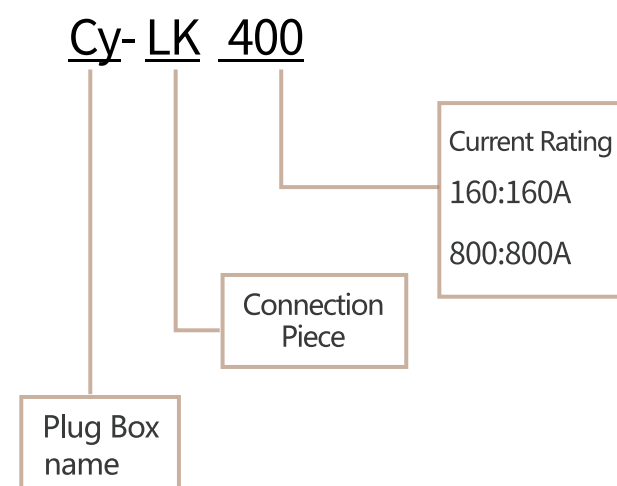 Cy- LK 400
Current Rating
160:160A
800:800A
Connection
Piece
Plug Box
name